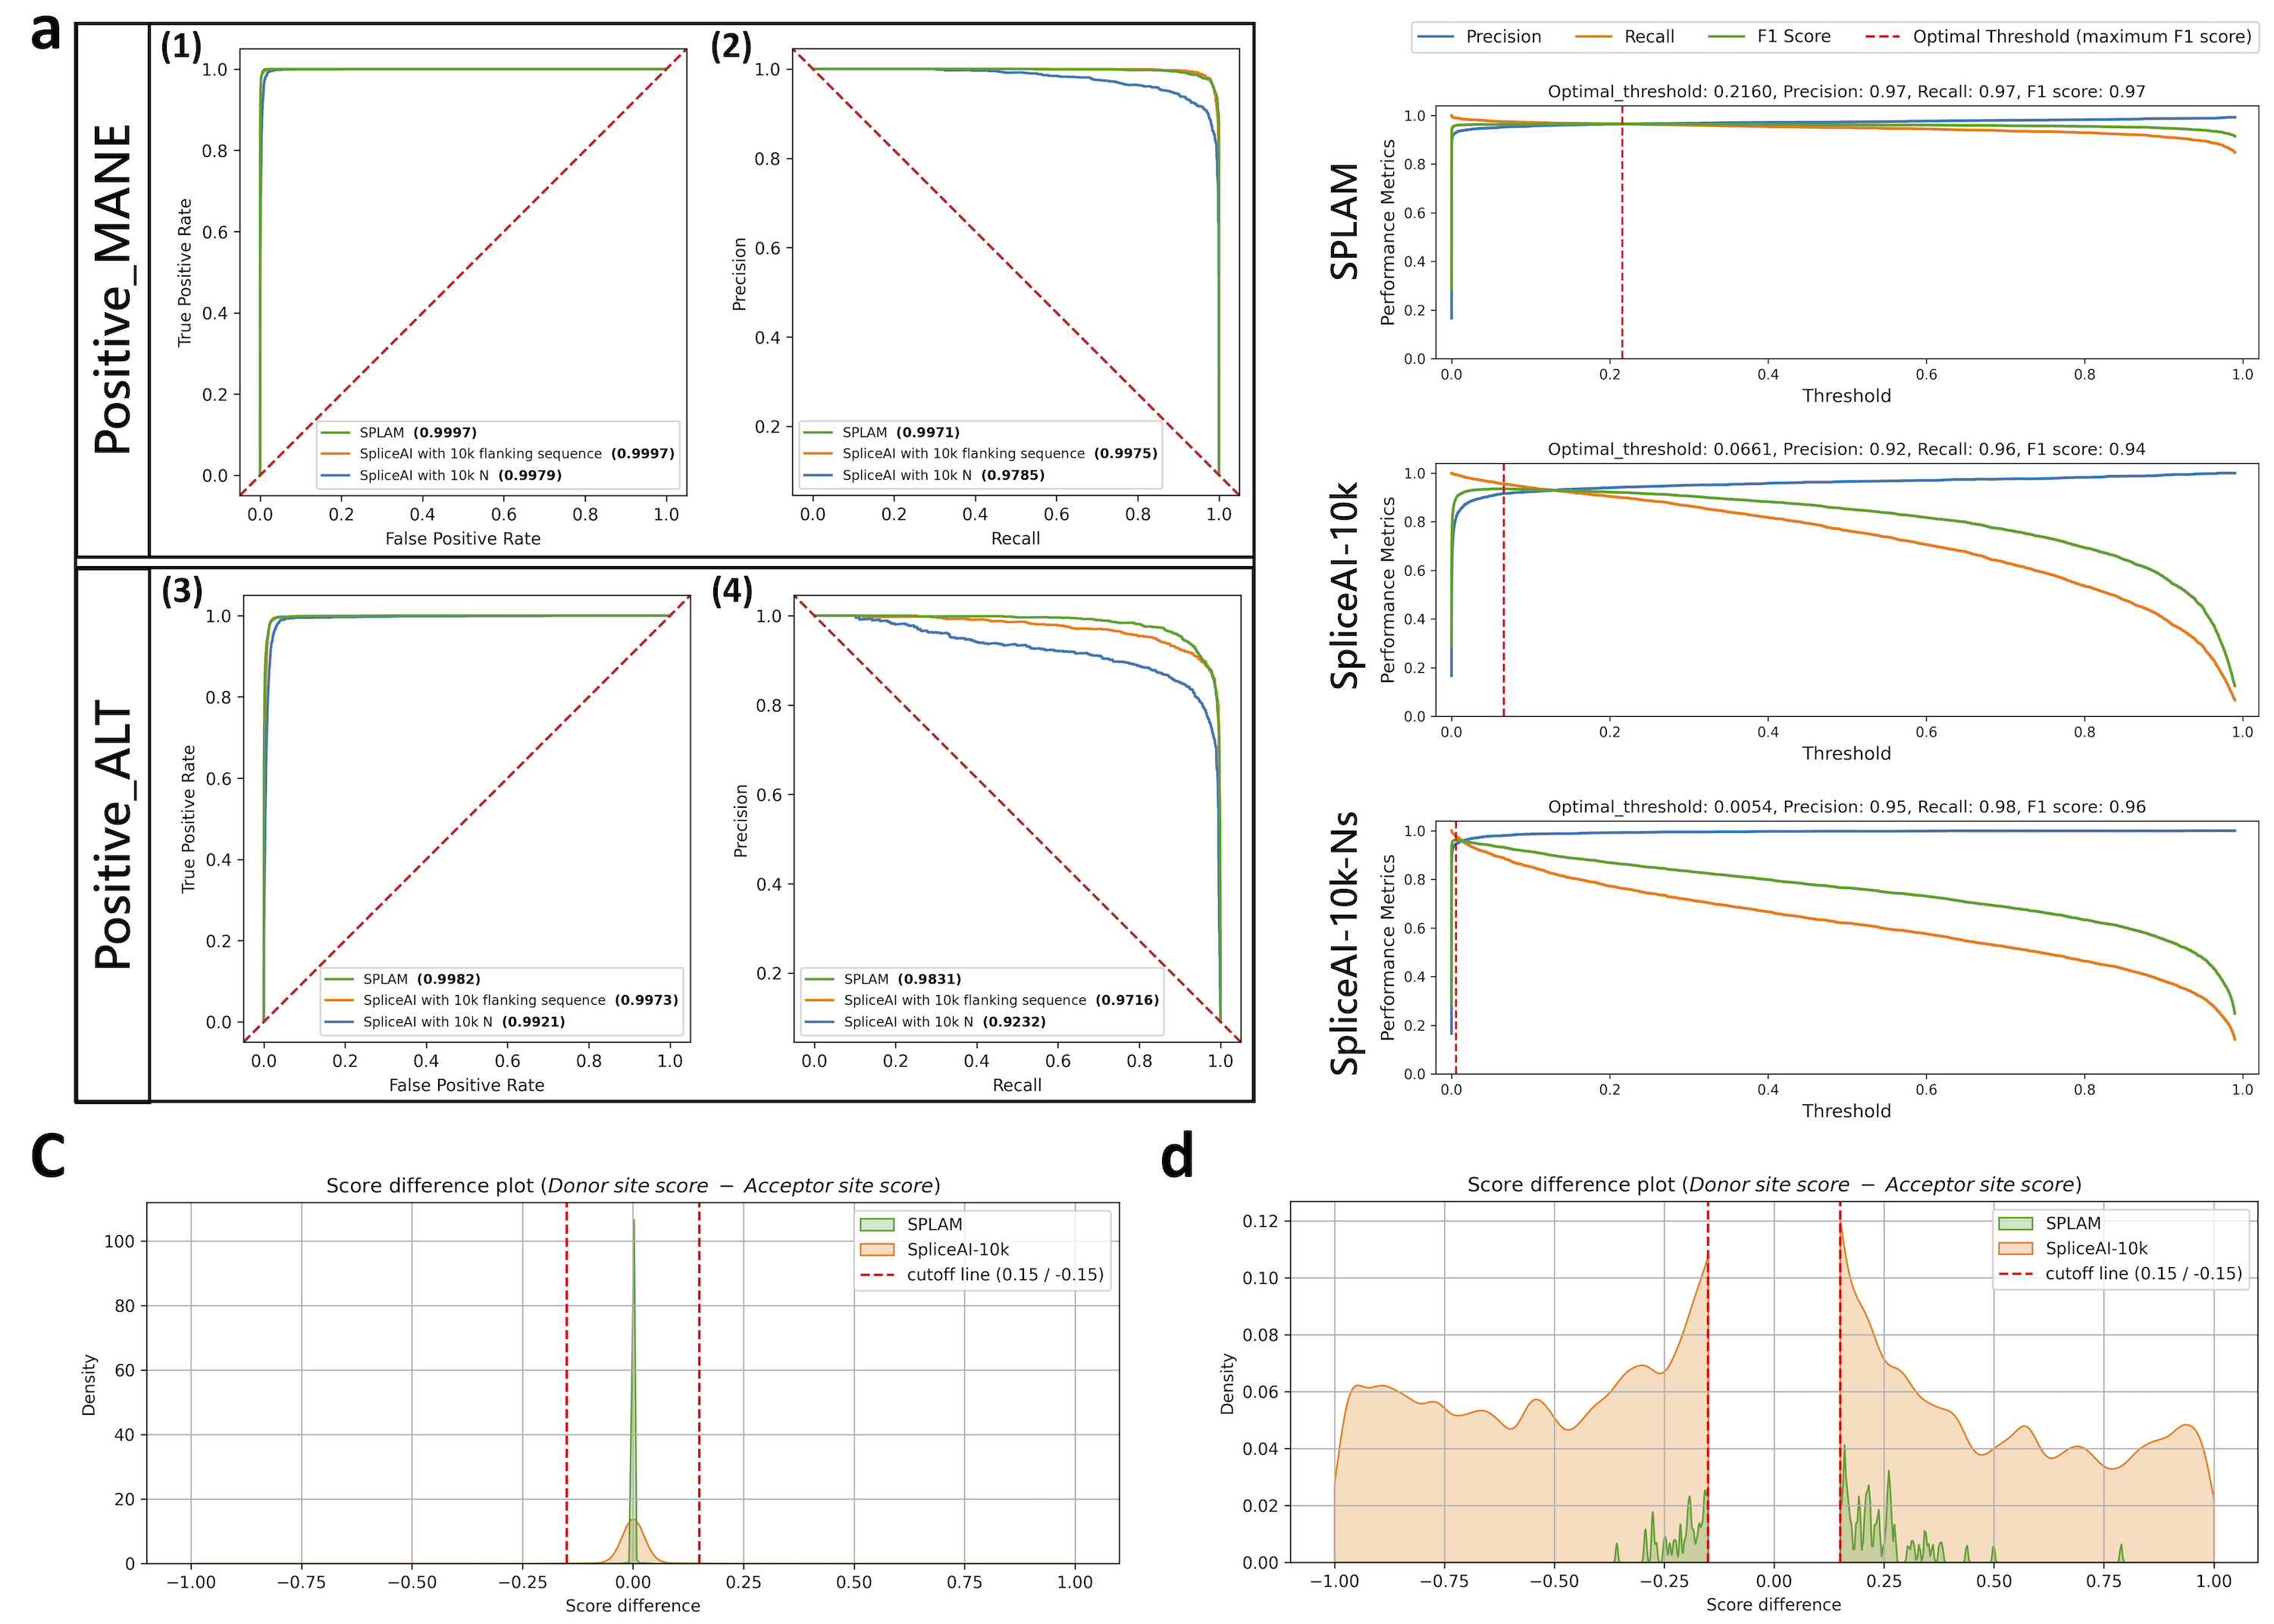 a
Positive_MANE
(1)
True Positive Rate
1.0
0.8
0.6
0.4
0.2
0.0
SPLAM (0.9997)
SpliceAI with 10k flanking sequence (0.9997)
SpliceAI with 10k N (0.9979)
0.0 0.2 0.4 0.6 0.8 1.0
False Positive Rate
(2)
Precision
1.0
0.8
0.6
0.4
0.2
SPLAM (0.9971)
SpliceAI with 10k flanking sequence (0.9975)
SpliceAI with 10k N (0.9785)
0.0 0.2 0.4 0.6 0.8 1.0
Recall
Positive_ALT
(3)
True Positive Rate
1.0
0.8
0.6
0.4
0.2
0.0
SPLAM (0.9982)
SpliceAI with 10k flanking sequence (0.9973)
SpliceAI with 10k N (0.9921)
0.0 0.2 0.4 0.6 0.8 1.0
False Positive Rate
(4)
Precision
1.0
0.8
0.6
0.4
0.2
SPLAM (0.9831)
SpliceAI with 10k flanking sequence (0.9716)
SpliceAI with 10k N (0.9232)
0.0 0.2 0.4 0.6 0.8 1.0
Recall
Precision Recall F1 Score Optimal Threshold (maximum F1 score)
SPLAM
Optimal_threshold: 0.2160, Precision: 0.97, Recall: 0.97, F1 score: 0.97
Performance Metrics
1.0
0.8
0.6
0.4
0.2
0.0
0.0 0.2 0.4 0.6 0.8 1.0
Threshold
SpliceAI-10k
Optimal_threshold: 0.0661, Precision: 0.92, Recall: 0.96, F1 score: 0.94
Performance Metrics
1.0
0.8
0.6
0.4
0.2
0.0
0.0 0.2 0.4 0.6 0.8 1.0
Threshold
SpliceAI-10k-Ns
Optimal_threshold: 0.0054, Precision: 0.95, Recall: 0.98, F1 score: 0.96
Performance Metrics
1.0
0.8
0.6
0.4
0.2
0.0
0.0 0.2 0.4 0.6 0.8 1.0
Threshold
C
Score difference plot (Donor site score − Acceptor site score)
SPLAM
SpliceAI-10k
cutoff line (0.15 / -0.15)
Density
100
80
60
40
20
0
−1.00 −0.75 −0.50 −0.25 0.00 0.25 0.50 0.75 1.00
Score difference
d
Score difference plot (Donor site score − Acceptor site score)
SPLAM
SpliceAI-10k
cutoff line (0.15 / -0.15)
Density
0.12
0.10
0.08
0.06
0.04
0.02
0.00
−1.00 −0.75 −0.50 −0.25 0.00 0.25 0.50 0.75 1.00
Score difference